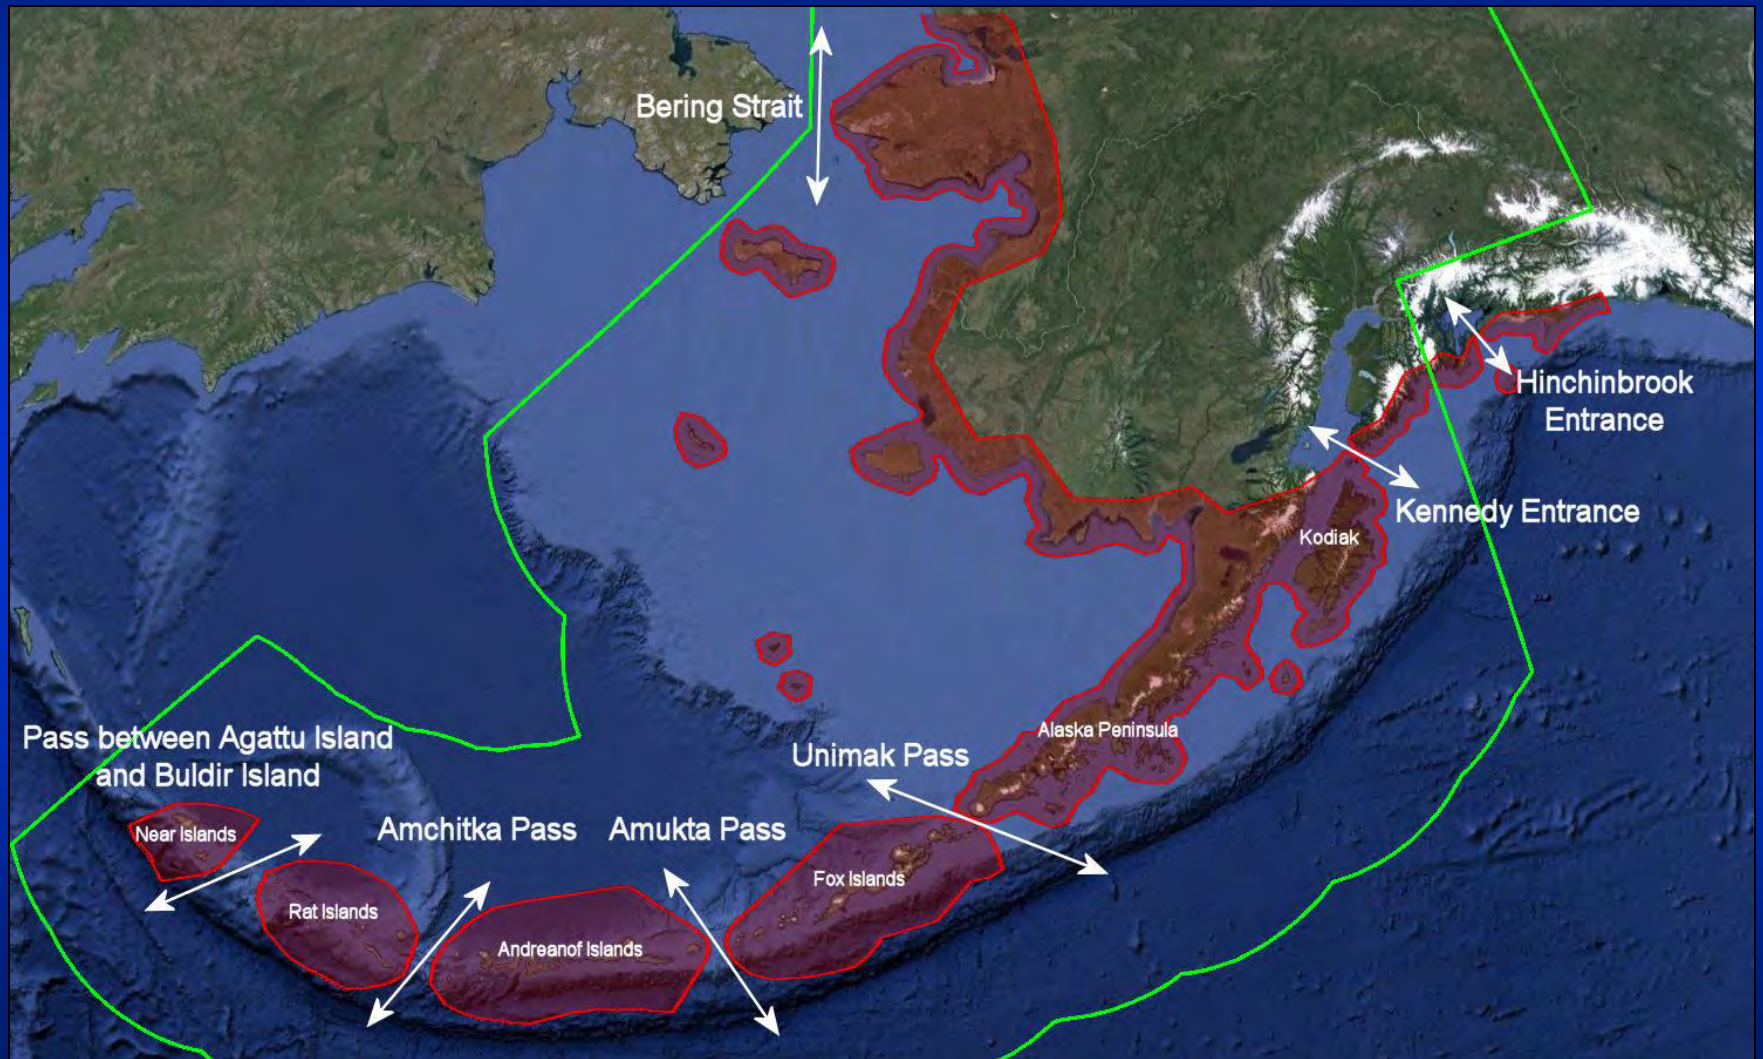 Bering Strait
Hinchinbrook
Entrance
Kennedy Entrance
Kodiak
Alaska Peninsula
Pass between Agattu Island
and Buldir Island
Unimak Pass
Near Islands
Amchitka Pass
Amukta Pass
Fox Islands
Rat Islands
Andreanof Islands